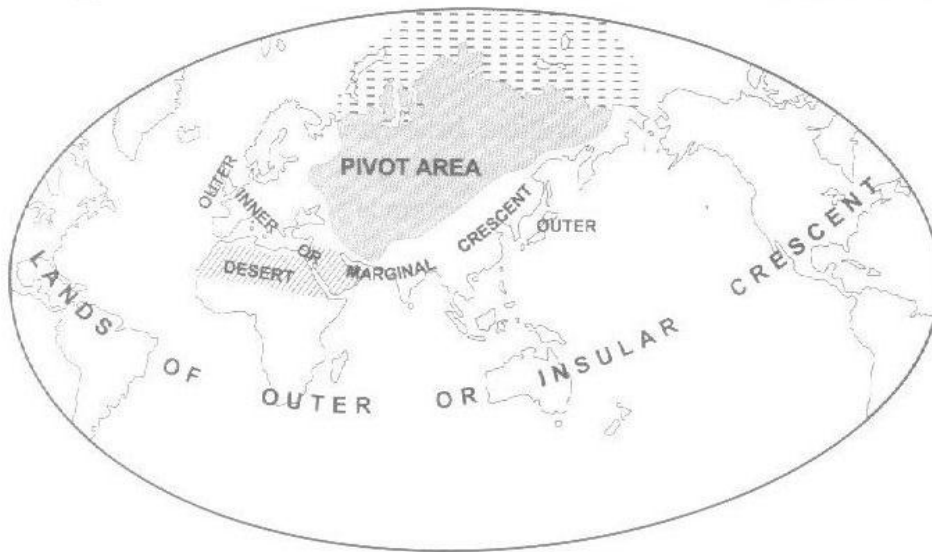 PIVOT AREA
OUTER
INNER OR MARGINAL CRESCENT
OUTER
DESERT
LANDS OF OUTER OR INSULAR CRESCENT